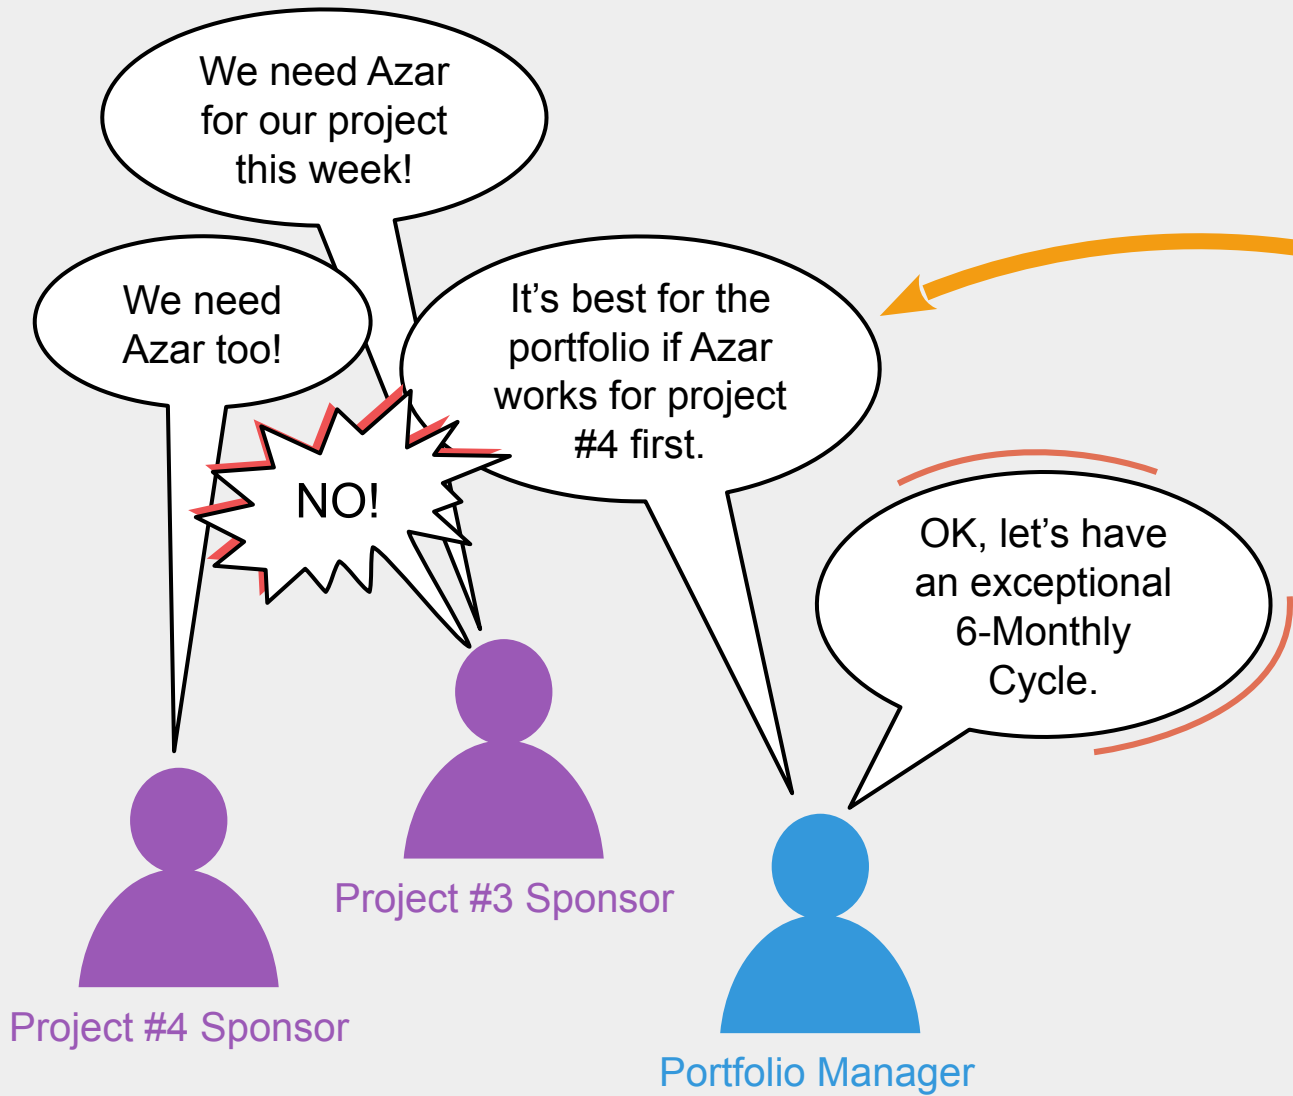 We need Azar
for our project
this week!
We need
Azar too!
It’s best for the
portfolio if Azar
works for project
#4 first.
NO!
OK, let’s have
an exceptional
6-Monthly
Cycle.
Project #3 Sponsor
Project #4 Sponsor
Portfolio Manager